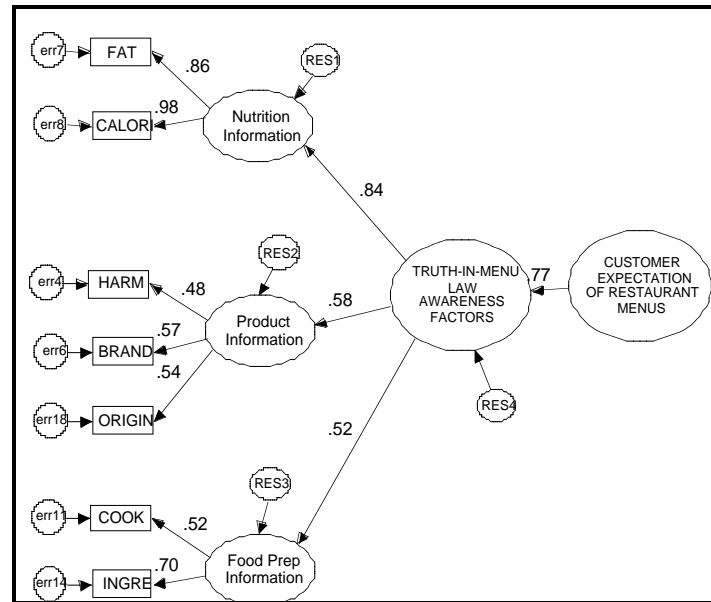 err7
FAT
.86
RES1
err8
CALORI
.98
Nutrition
Information
.84
RES2
err4
HARM
.48
TRUTH-IN-MENU
LAW
AWARENESS
FACTORS
.77
CUSTOMER
EXPECTATION
OF RESTAURANT
MENUS
.58
.57
err6
BRAND
Product
Information
.54
err18
ORIGIN
RES4
.52
RES3
err11
COOK
.52
Food Prep
Information
.70
err14
INGRE